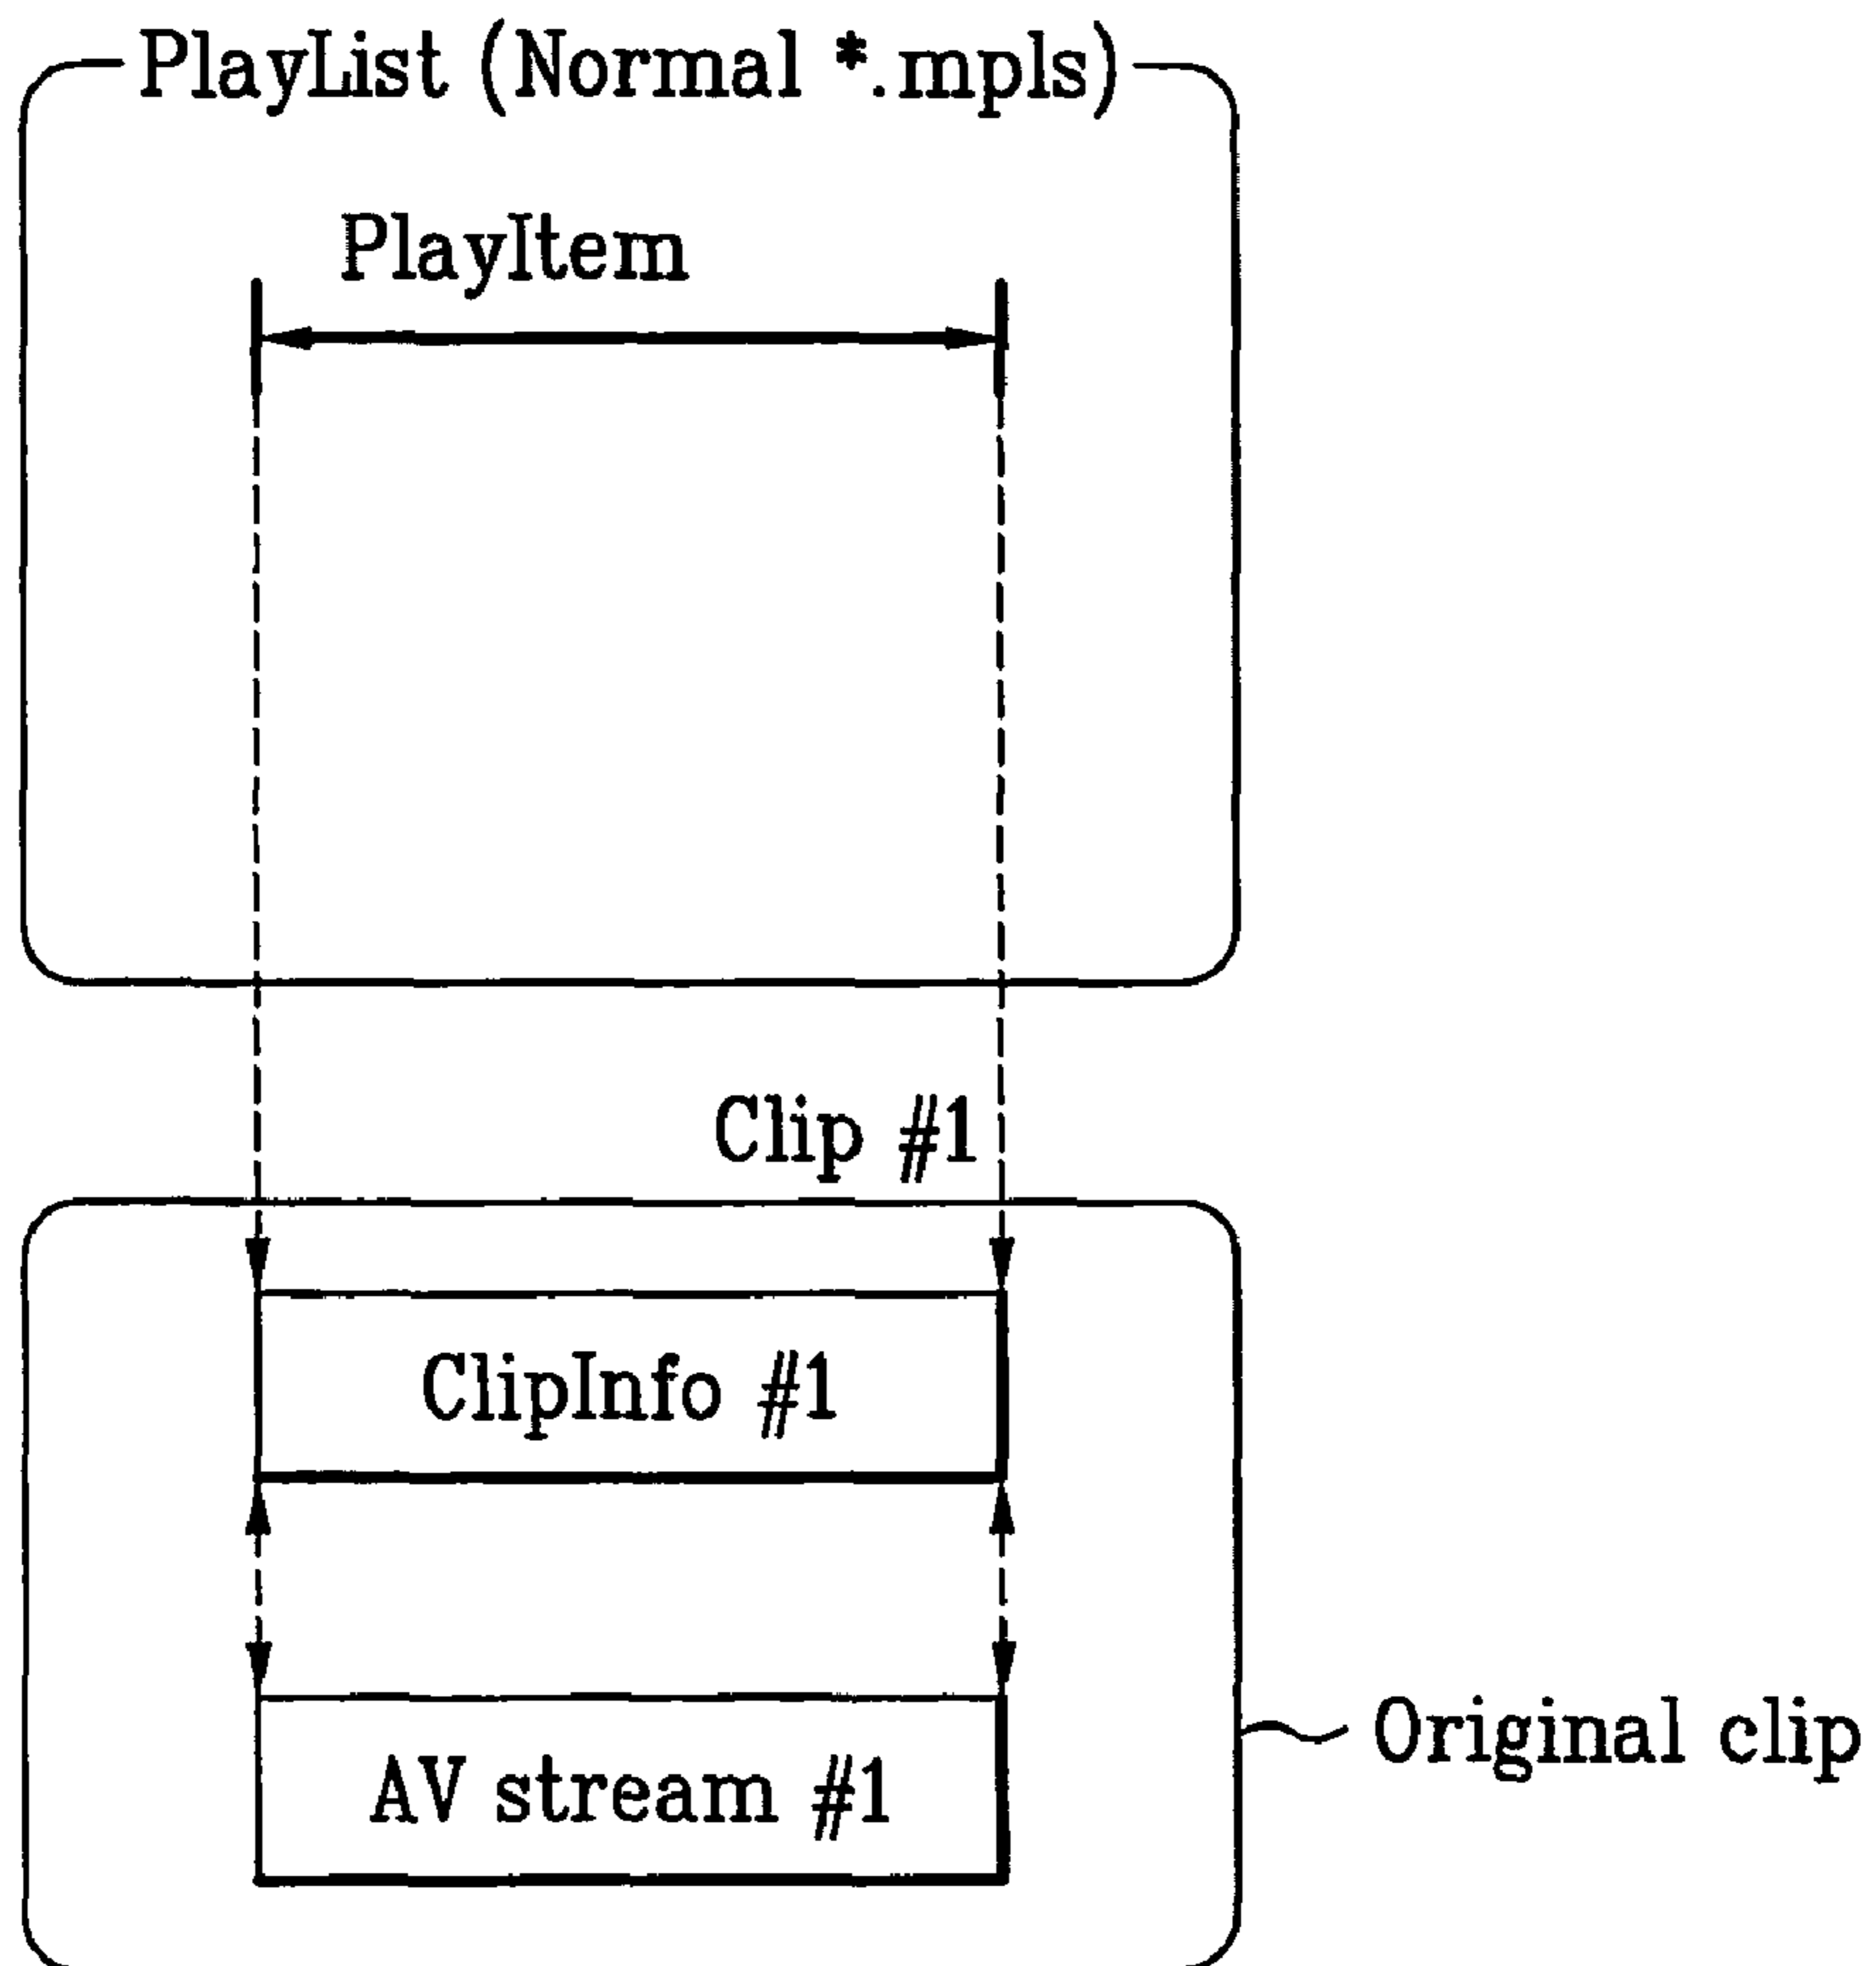 PlayList (Normal *.mpls)
PlayItem
Clip #1
ClipInfo #1
AV stream #1
Original clip